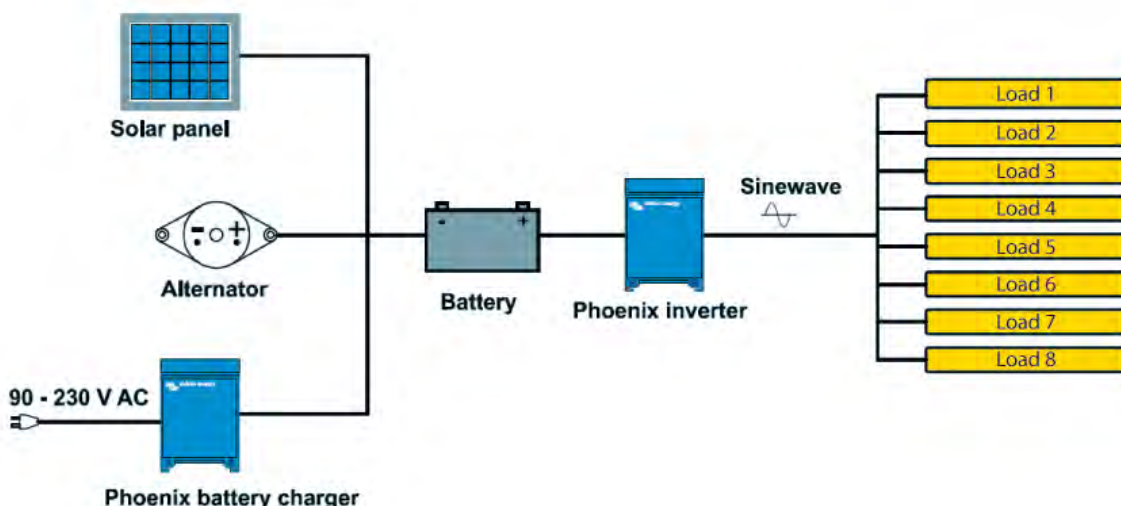 Solar panel
Alternator
90 - 230 V AC
Phoenix battery charger
-
+
Battery
- +
Phoenix inverter
Sinewave
Load 1
Load 2
Load 3
Load 4
Load 5
Load 6
Load 7
Load 8